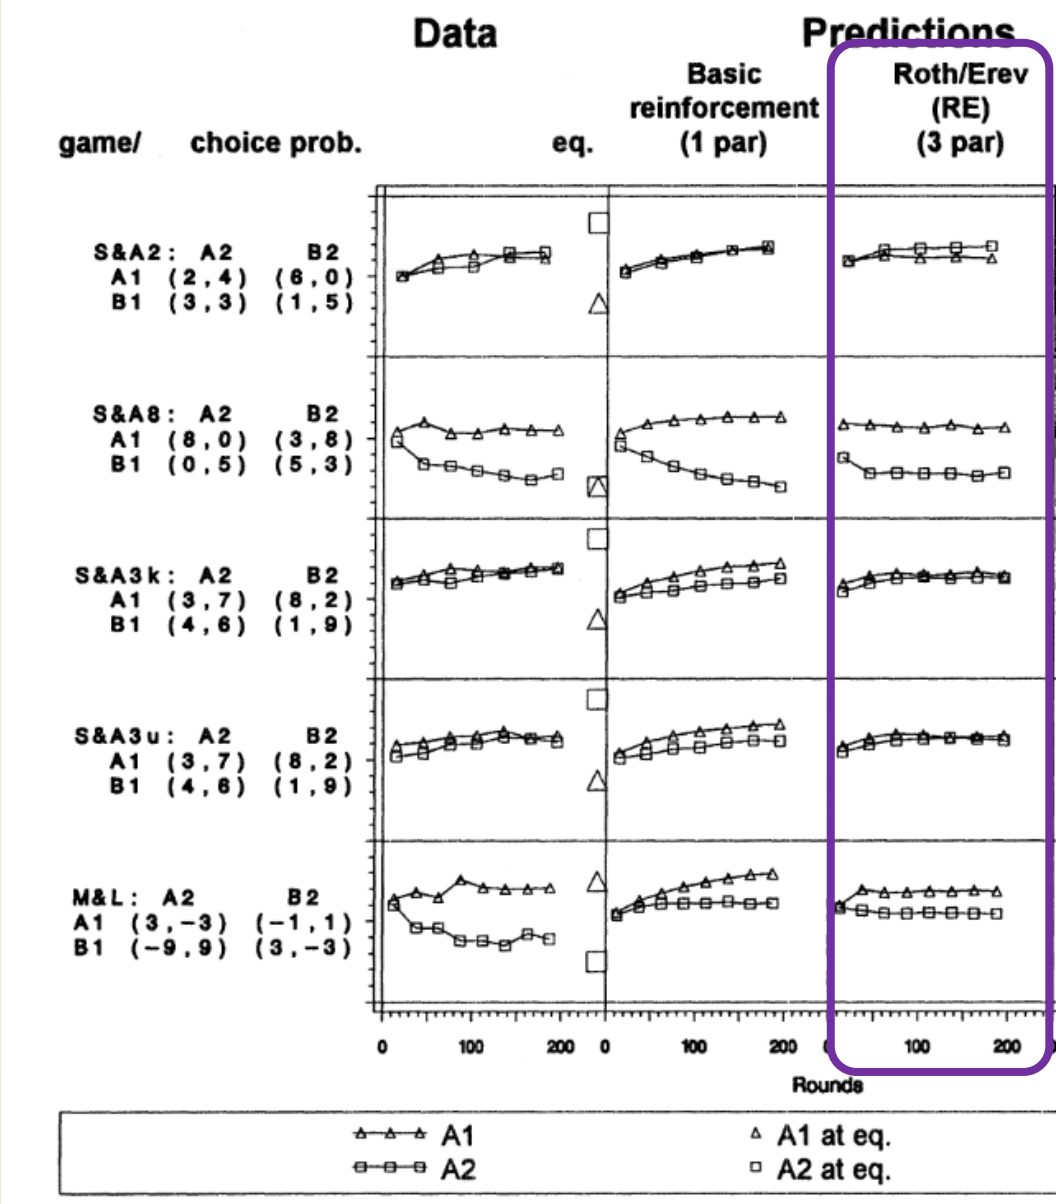 Data Predictions
Basic Roth/Erev
reinforcement (RE)
game/ choice prob. eq. (1 par) (3 par)
S&A2: A2 B2
A1 (2,4) (6,0)
B1 (3,3) (1,5)
S&A8: A2 B2
A1 (8,0) (3,8)
B1 (0,5) (5,3)
S&A3k: A2 B2
A1 (3,7) (8,2)
B1 (4,6) (1,9)
S&A3u: A2 B2
A1 (3,7) (8,2)
B1 (4,6) (1,9)
M&L: A2 B2
A1 (3,-3) (-1,1)
B1 (-9,9) (3,-3)
0 100 200 0 100 200 100 200
Rounds
A1 A1 at eq.
A2 A2 at eq.